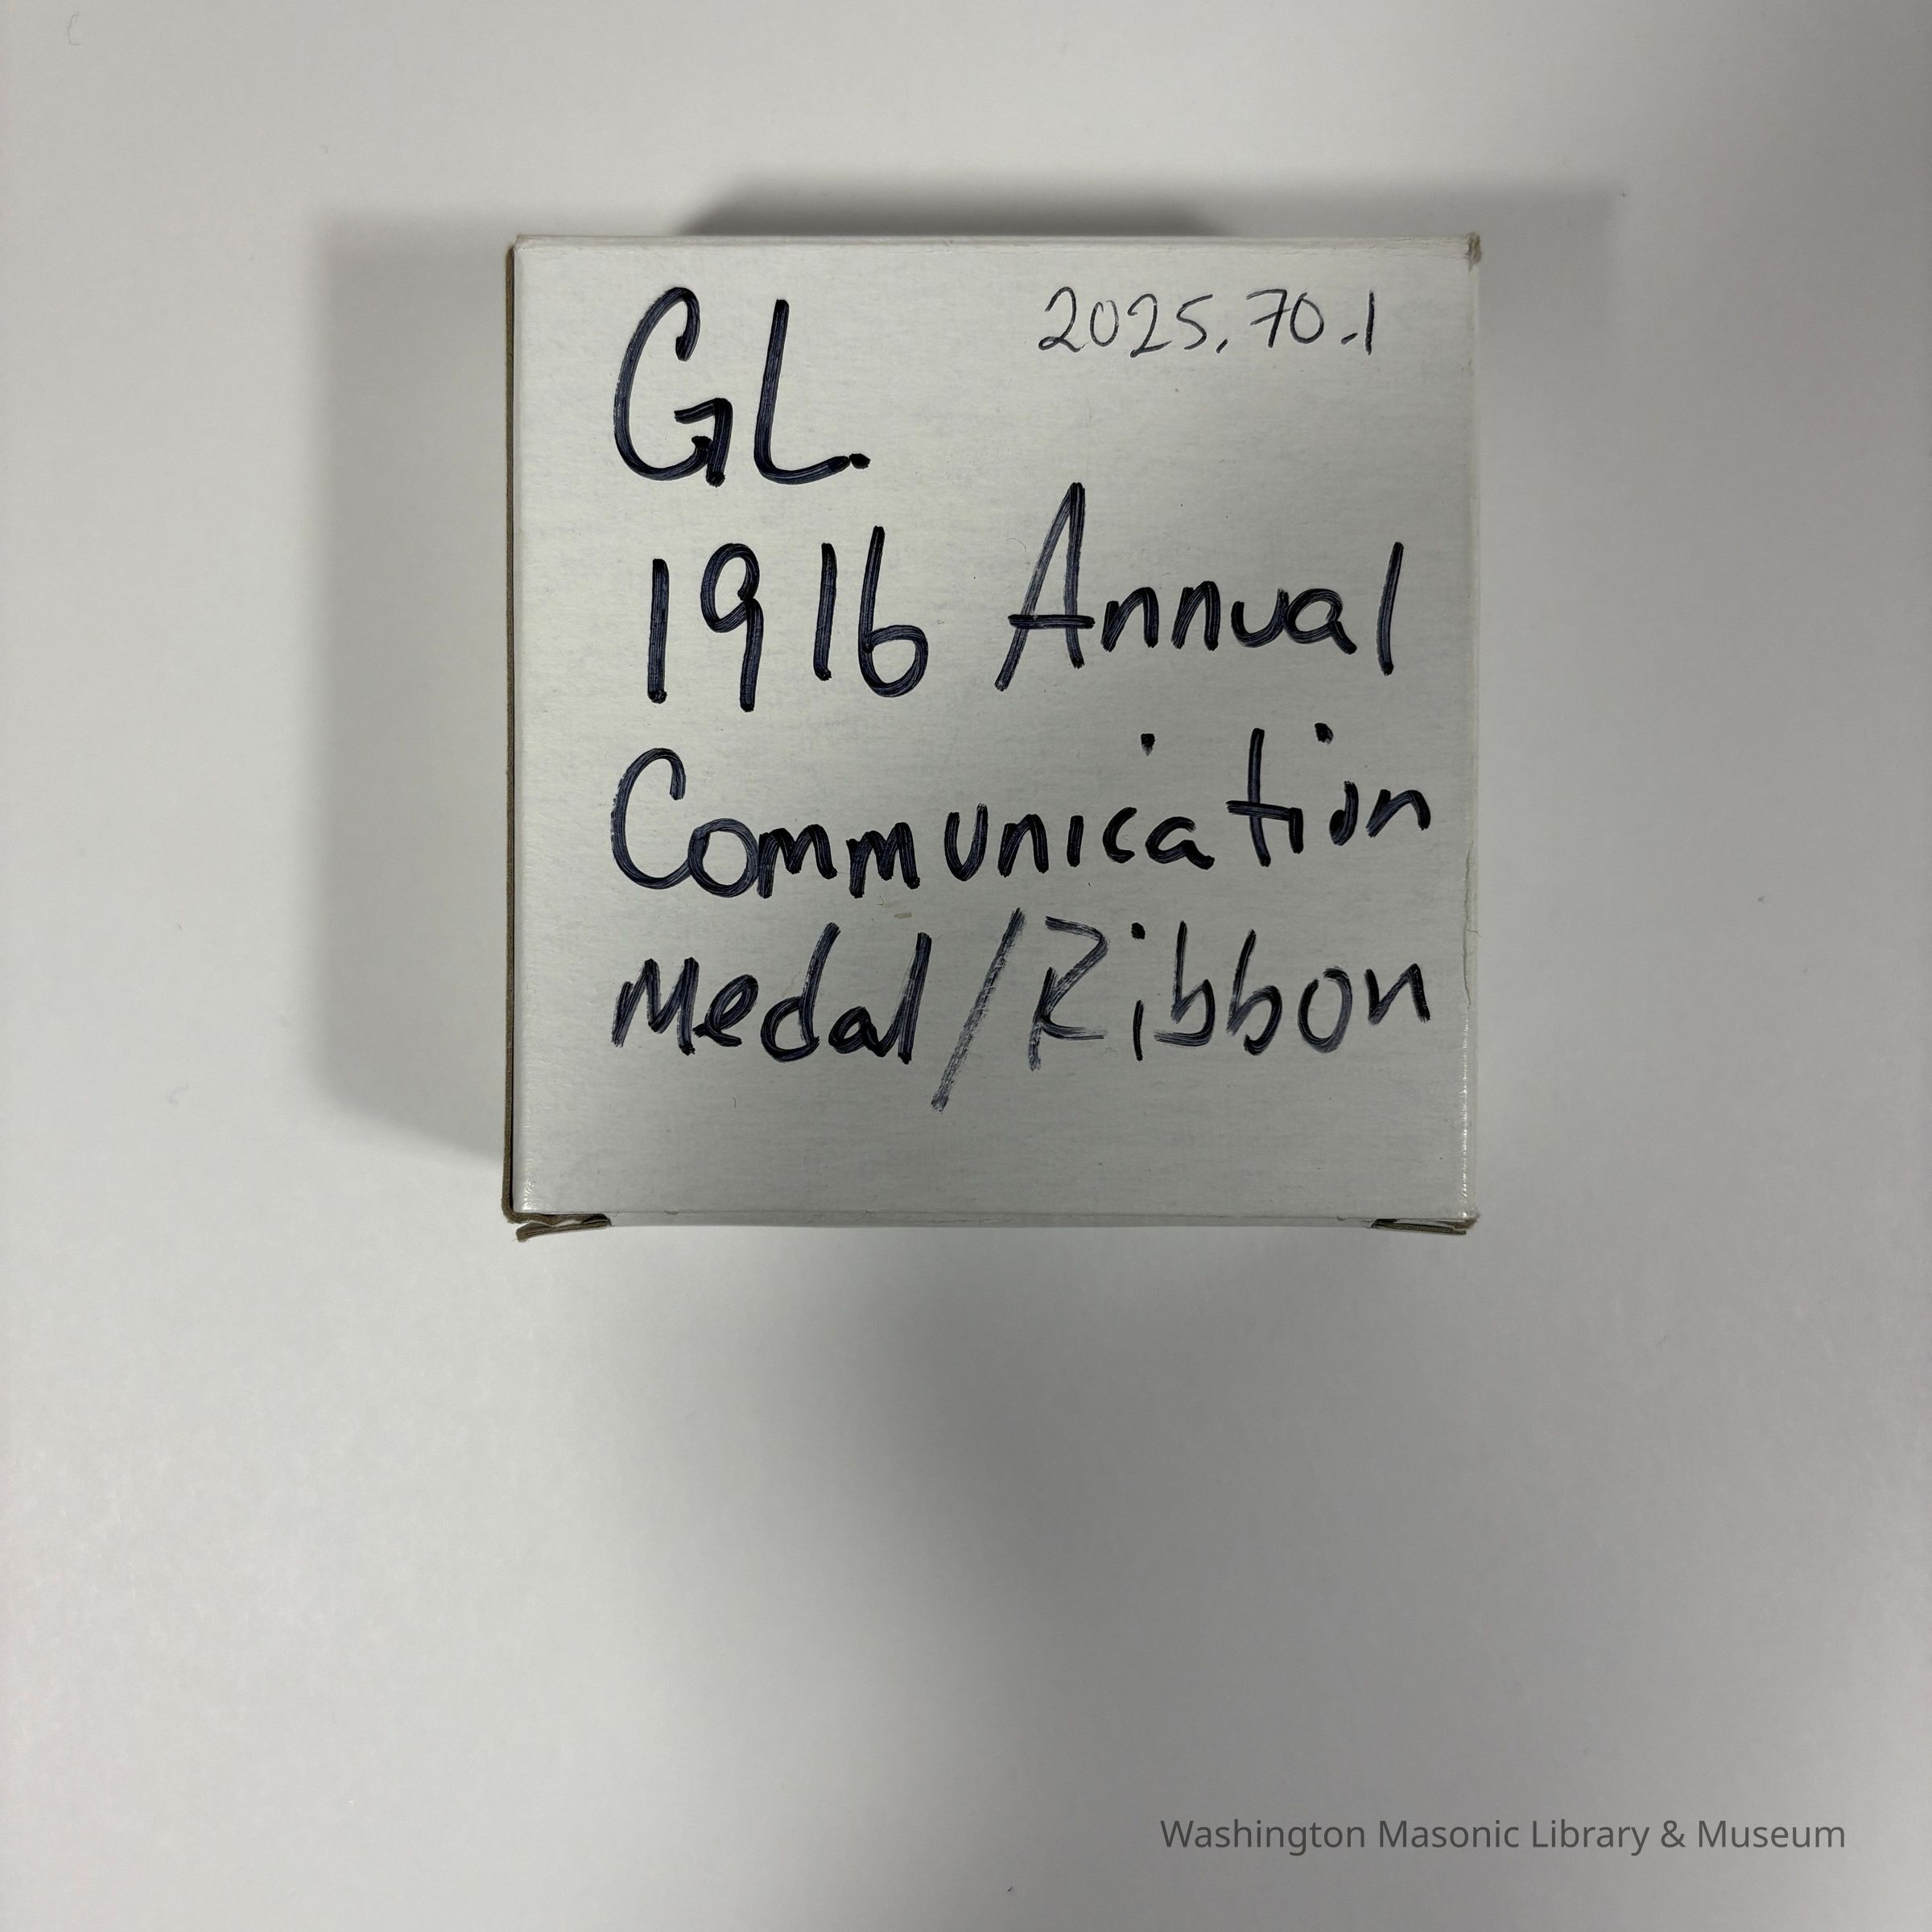 2025.70.1
GL.
1916 Annual
Communication
Medal/Ribbon
Washington Masonic Library & Museum